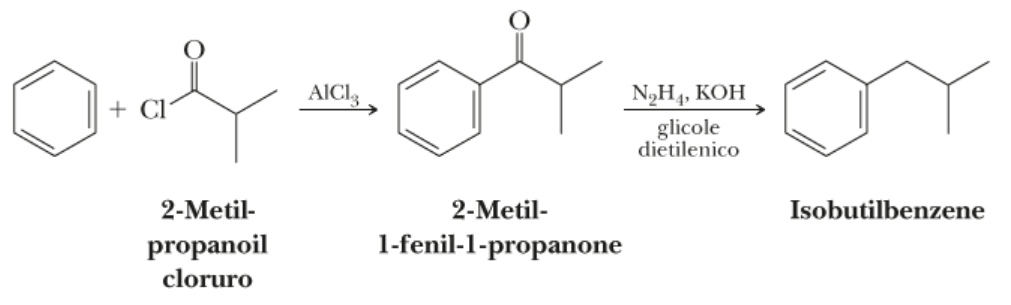 O
O
+ Cl
AlCl3
N2H4, KOH
glicole
dietilenico
2-Metil-
propanoil
cloruro
2-Metil-
1-fenil-1-propanone
Isobutilbenzene